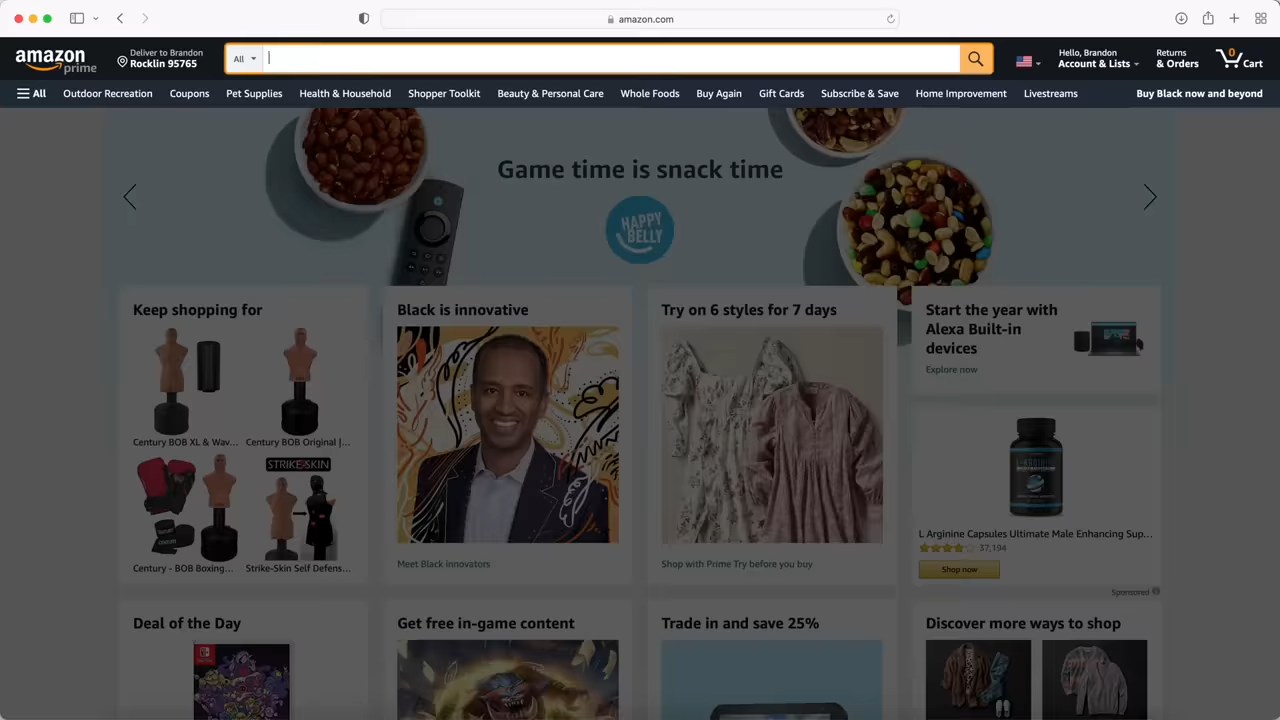 amazon.com
amazon
prime
Deliver to Brandon
Rocklin 95765
All
Hello, Brandon
Account & Lists
Returns
& Orders
0
Cart
All
Outdoor Recreation
Coupons
Pet Supplies
Health & Household
Shopper Toolkit
Beauty & Personal Care
Whole Foods
Buy Again
Gift Cards
Subscribe & Save
Home Improvement
Livestreams
Buy Black now and beyond
Game time is snack time
HAPPY
BELLY
Keep shopping for
Century BOB XL & Wav...
Century BOB Original |...
STRIKE SKIN
Century - BOB Boxing...
Strike-Skin Self Defens...
Black is innovative
Meet Black innovators
Try on 6 styles for 7 days
Shop with Prime Try before you buy
Start the year with
Alexa Built-in
devices
Explore now
L Arginine Capsules Ultimate Male Enhancing Sup...
37,194
Shop now
Sponsored
Deal of the Day
Get free in-game content
Trade in and save 25%
Discover more ways to shop